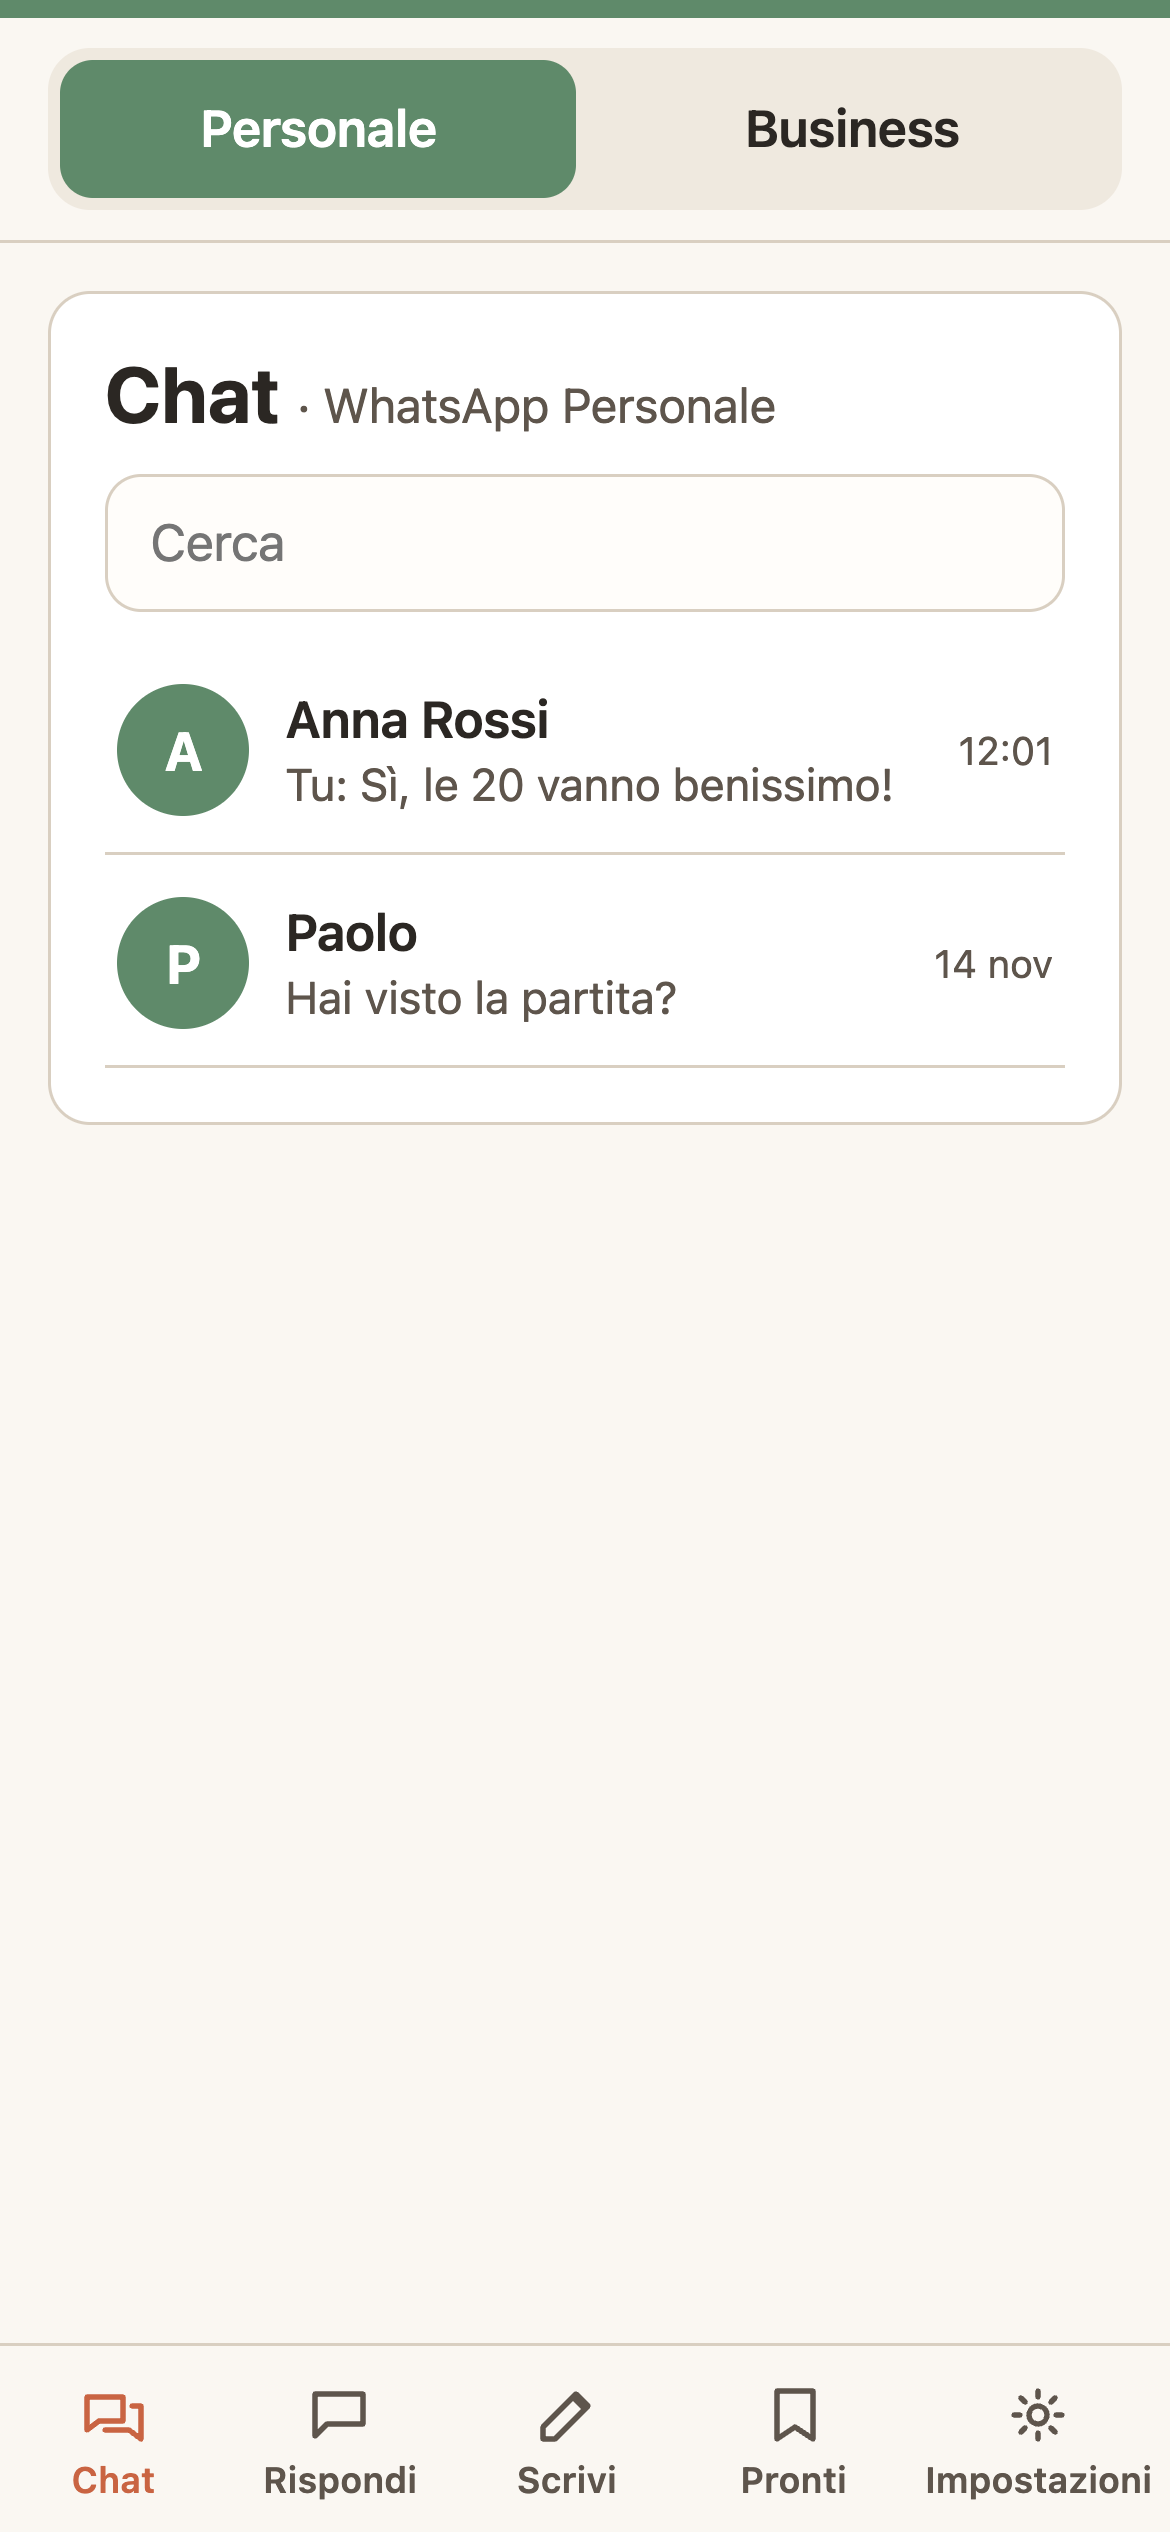 Personale
Business
Chat · WhatsApp Personale
Cerca
A
Anna Rossi
Tu: Sì, le 20 vanno benissimo!
12:01
P
Paolo
Hai visto la partita?
14 nov
Chat
Rispondi
Scrivi
Pronti
Impostazioni